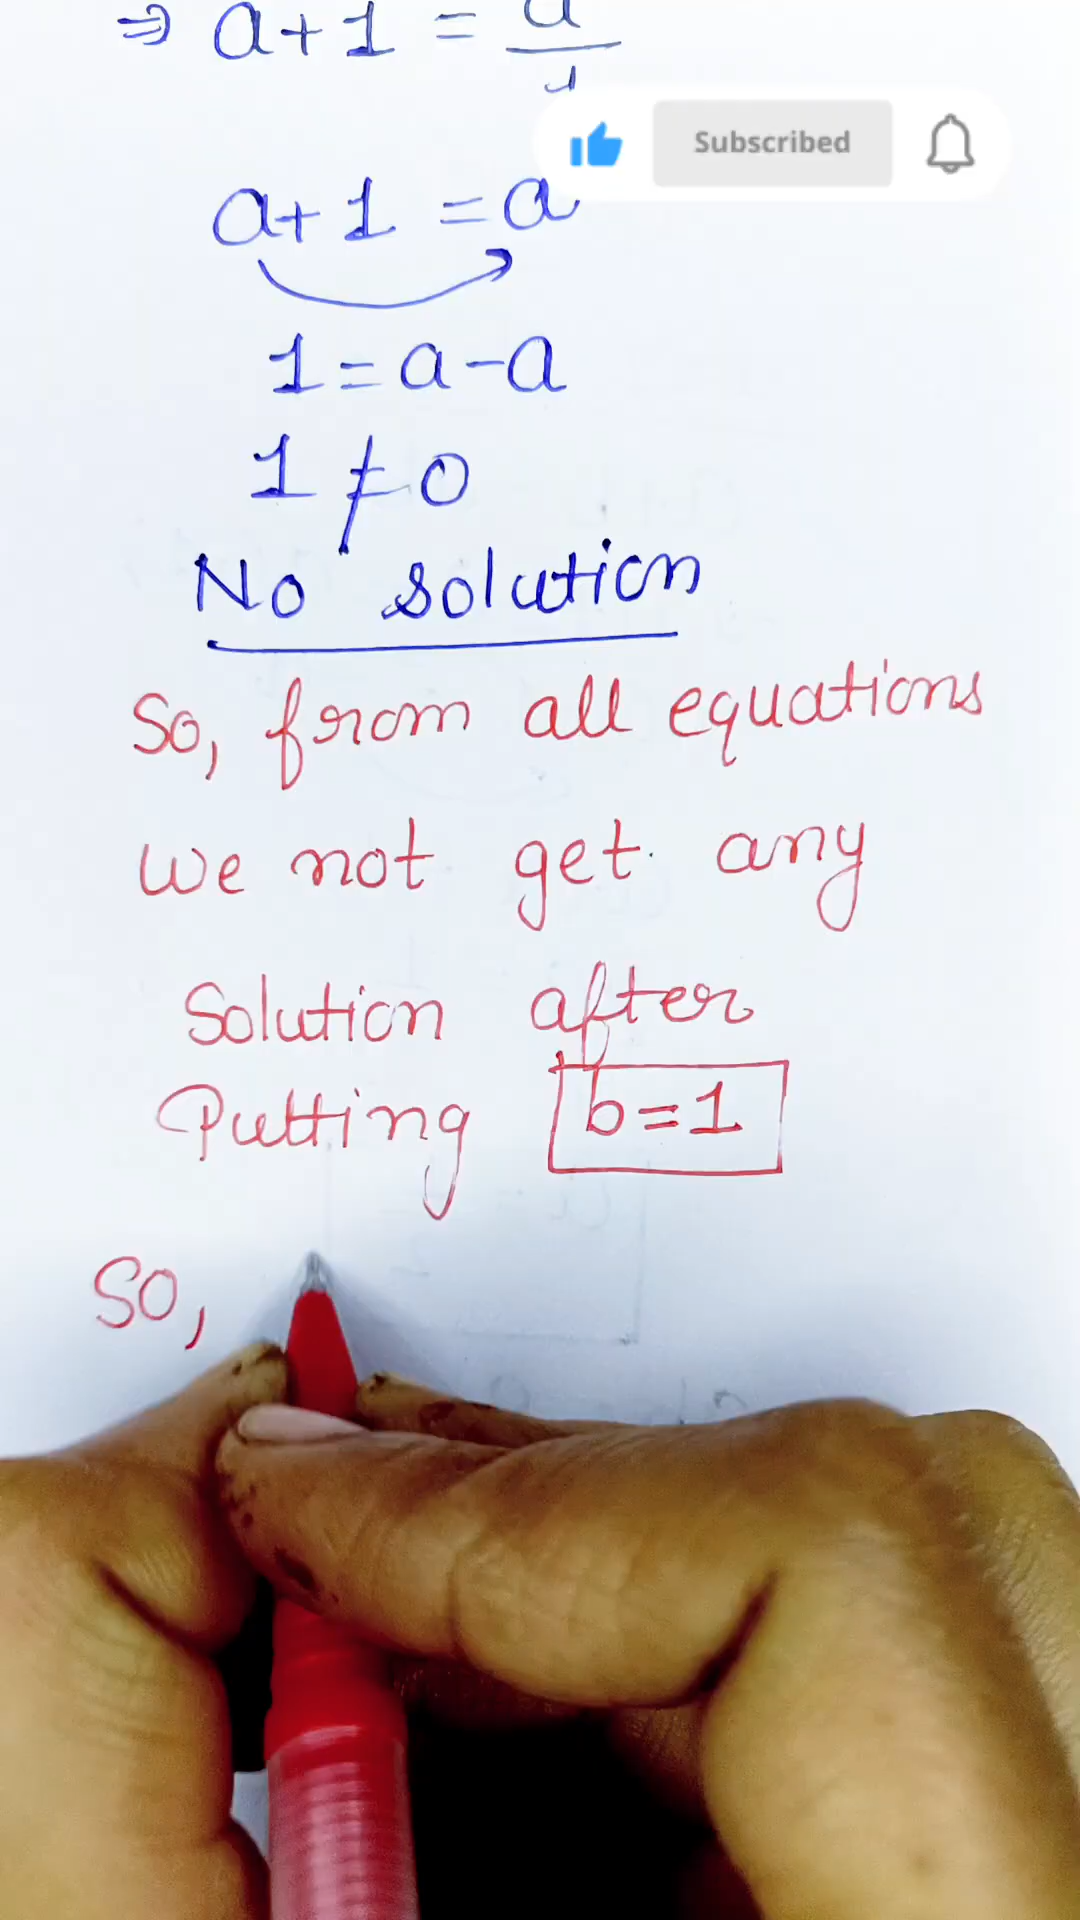 ⇒ a+1 = a/1
Subscribed
a+1 = a
1 = a-a
1 ≠ 0
No solution
So, from all equations
we not get any
Solution after
Putting b=1
So,